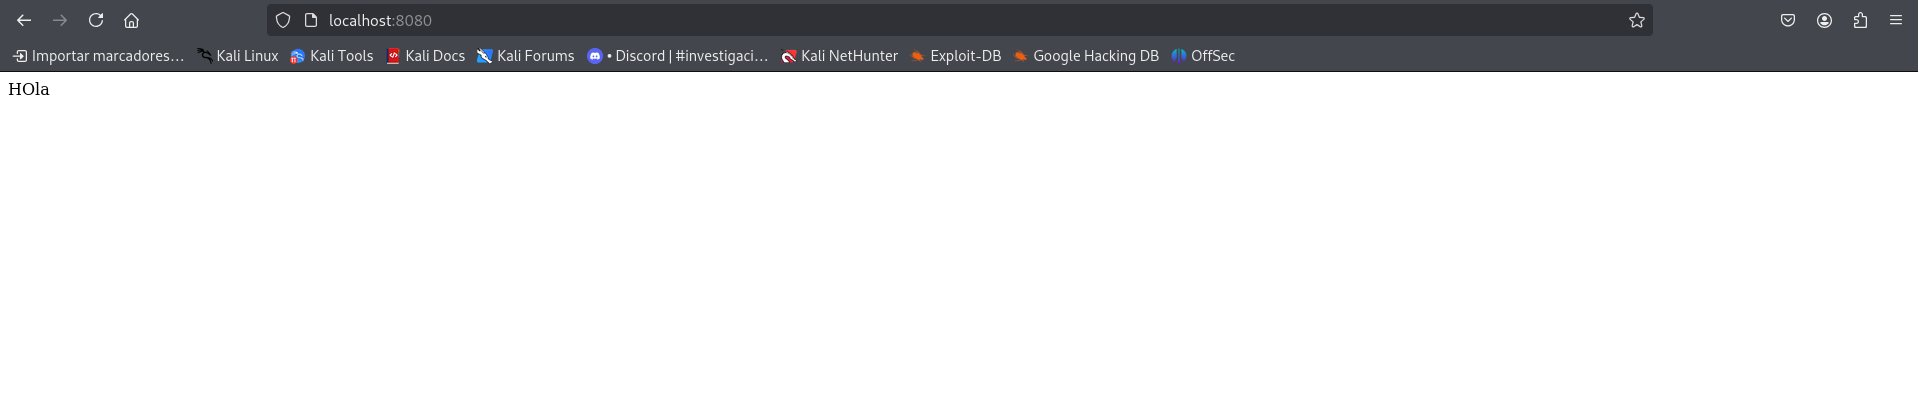 localhost:8080
Importar marcadores… Kali Linux Kali Tools Kali Docs Kali Forums • Discord | #investigaci… Kali NetHunter Exploit-DB Google Hacking DB OffSec
HOla